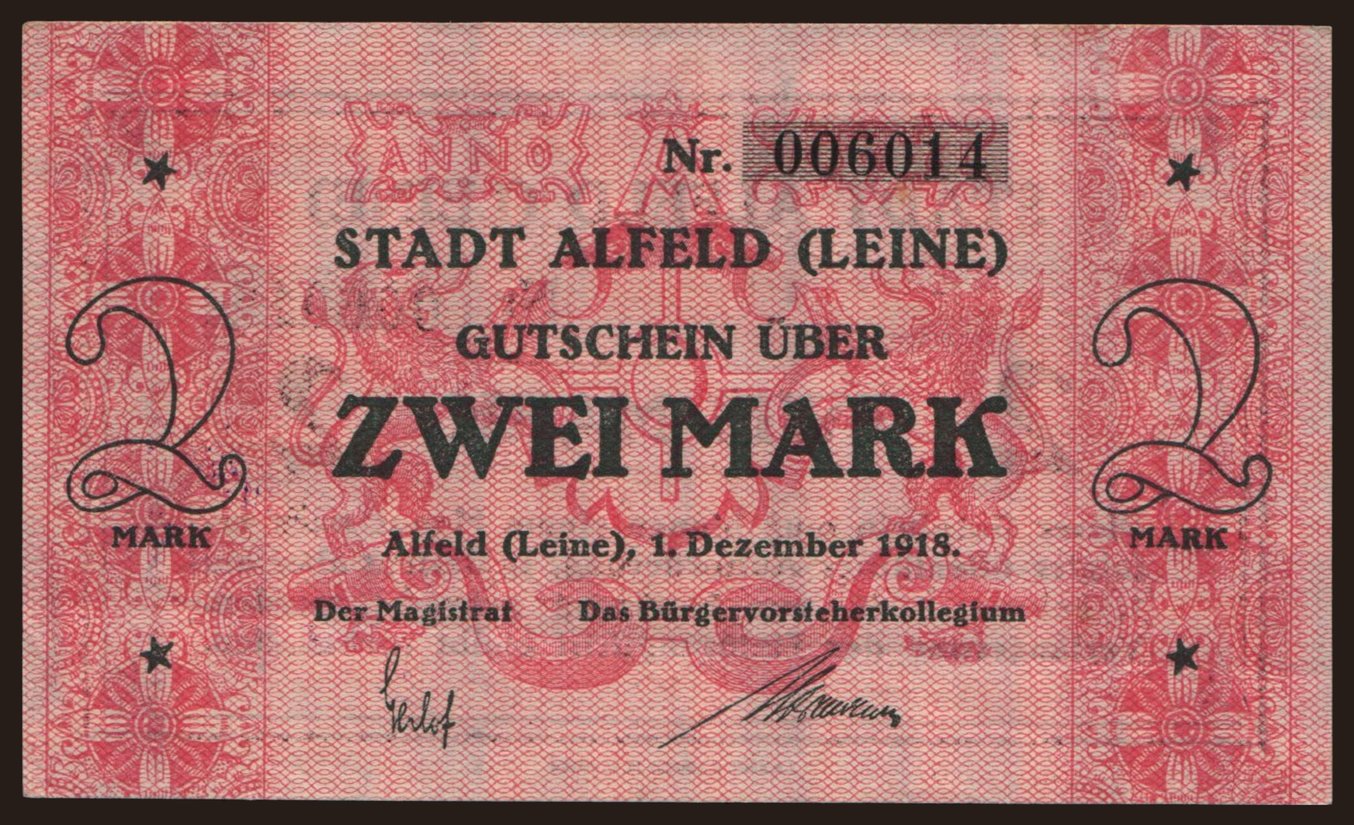 ANNO
Nr. 006014
STADT ALFELD (LEINE)
GUTSCHEIN ÜBER
ZWEI MARK
2 MARK
2 MARK
Alfeld (Leine), 1. Dezember 1918.
Der Magistrat Das Bürgervorsteherkollegium